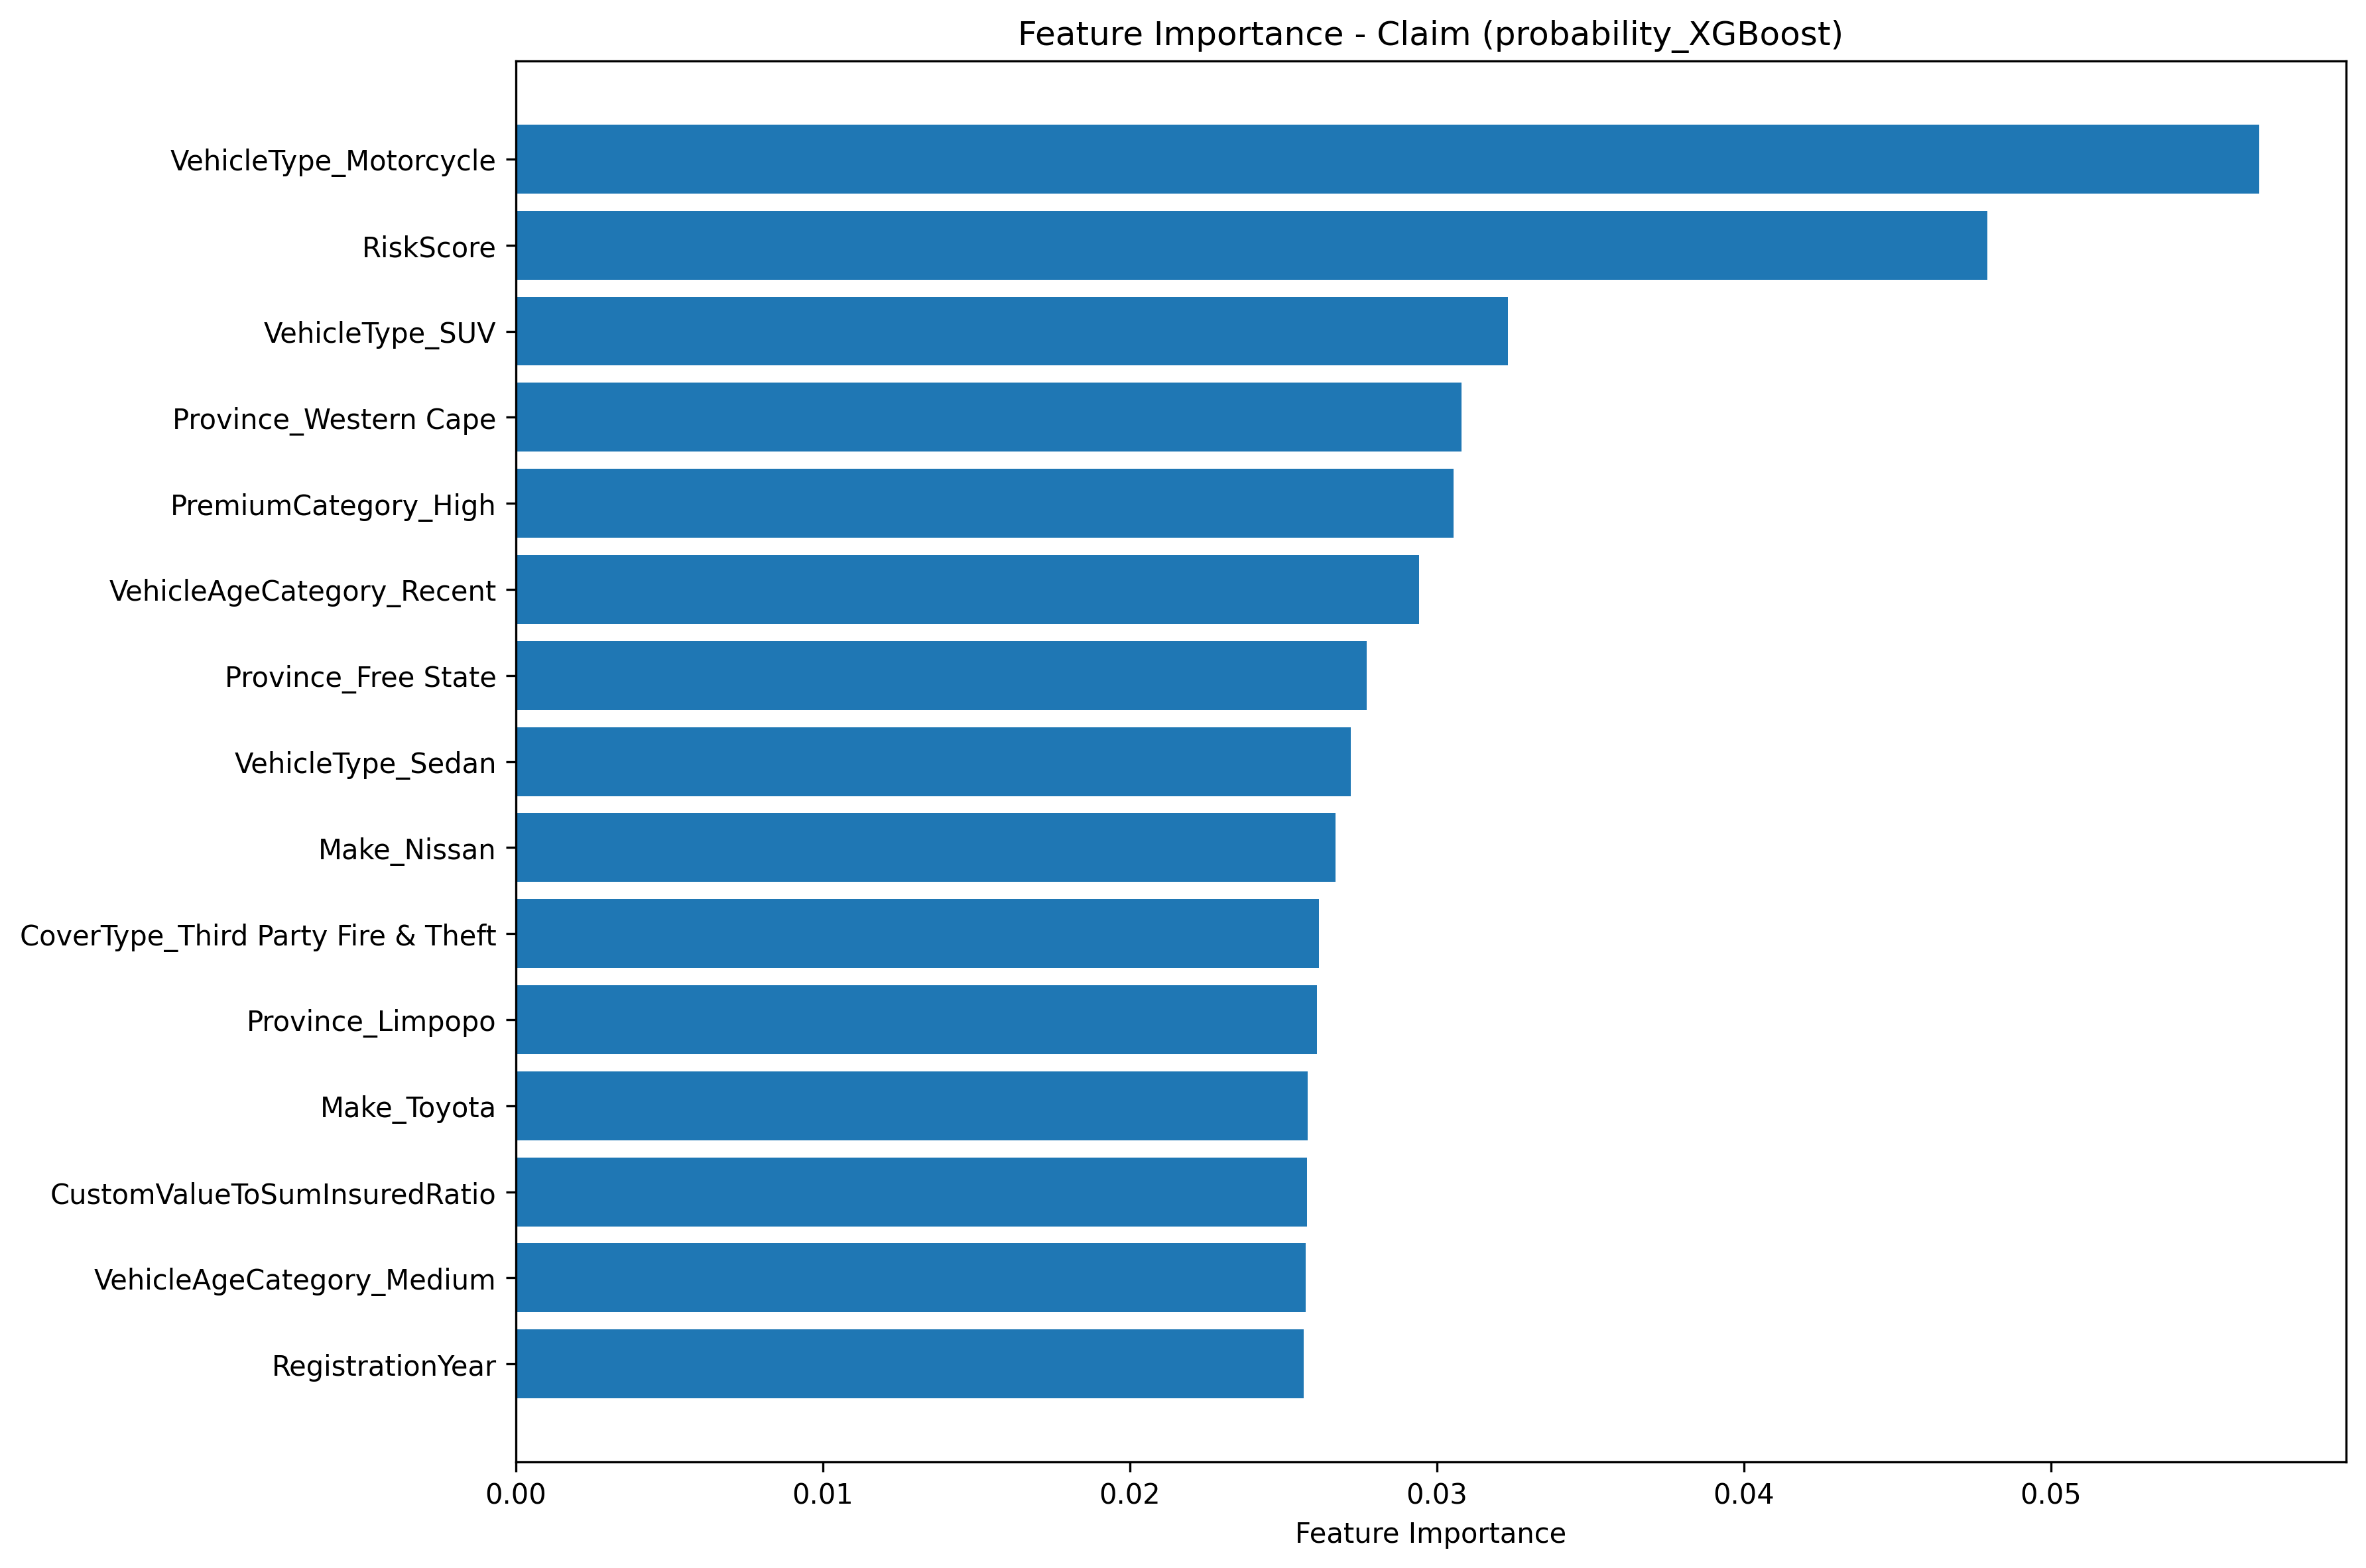 Feature Importance - Claim (probability_XGBoost)
VehicleType_Motorcycle
RiskScore
VehicleType_SUV
Province_Western Cape
PremiumCategory_High
VehicleAgeCategory_Recent
Province_Free State
VehicleType_Sedan
Make_Nissan
CoverType_Third Party Fire & Theft
Province_Limpopo
Make_Toyota
CustomValueToSumInsuredRatio
VehicleAgeCategory_Medium
RegistrationYear
0.00 0.01 0.02 0.03 0.04 0.05
Feature Importance